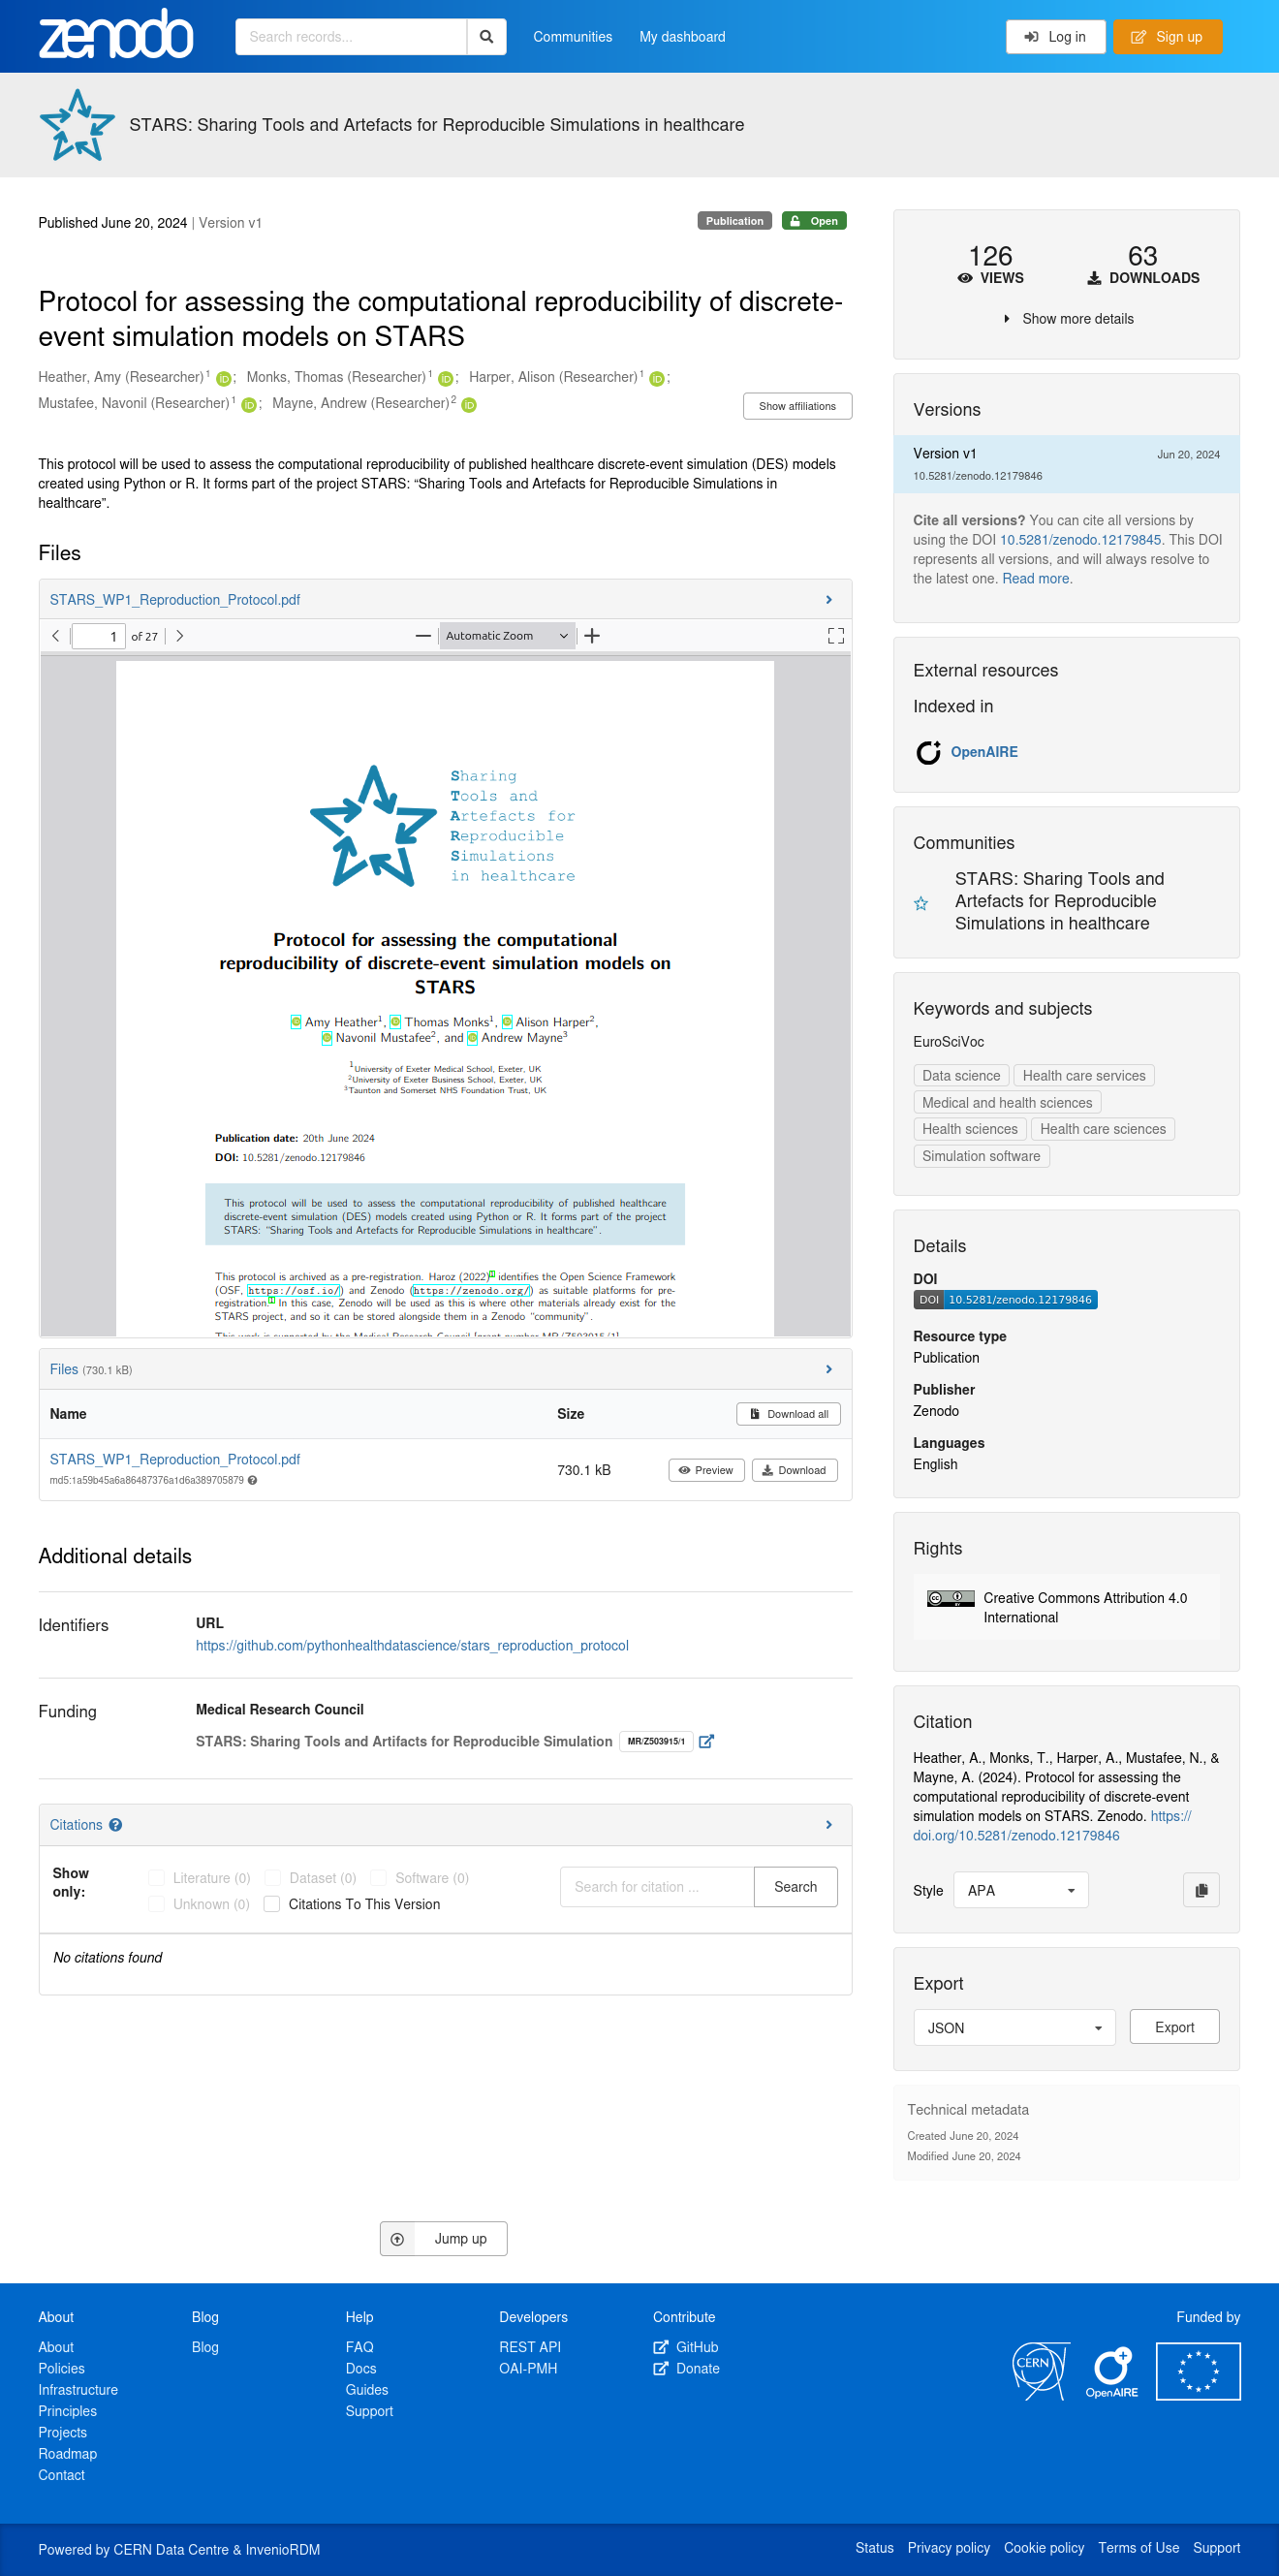 zenodo
Search records...
Communities
My dashboard
Log in
Sign up
STARS: Sharing Tools and Artefacts for Reproducible Simulations in healthcare
Published June 20, 2024 | Version v1
Publication
Open
Protocol for assessing the computational reproducibility of discrete-
event simulation models on STARS
Heather, Amy (Researcher)1 iD; Monks, Thomas (Researcher)1 iD; Harper, Alison (Researcher)1 iD;
Mustafee, Navonil (Researcher)1 iD; Mayne, Andrew (Researcher)2 iD
Show affiliations
This protocol will be used to assess the computational reproducibility of published healthcare discrete-event simulation (DES) models
created using Python or R. It forms part of the project STARS: “Sharing Tools and Artefacts for Reproducible Simulations in
healthcare”.
Files
STARS_WP1_Reproduction_Protocol.pdf
1 of 27
Automatic Zoom
Sharing
Tools and
Artefacts for
Reproducible
Simulations
in healthcare
Protocol for assessing the computational
reproducibility of discrete-event simulation models on
STARS
Amy Heather1, Thomas Monks1, Alison Harper2,
Navonil Mustafee2, and Andrew Mayne3
1University of Exeter Medical School, Exeter, UK
2University of Exeter Business School, Exeter, UK
3Taunton and Somerset NHS Foundation Trust, UK
Publication date: 20th June 2024
DOI: 10.5281/zenodo.12179846
This protocol will be used to assess the computational reproducibility of published healthcare
discrete-event simulation (DES) models created using Python or R. It forms part of the project
STARS: “Sharing Tools and Artefacts for Reproducible Simulations in healthcare”.
This protocol is archived as a pre-registration. Haroz (2022)[1] identifies the Open Science Framework
(OSF, https://osf.io/) and Zenodo (https://zenodo.org/) as suitable platforms for pre-
registration.[1] In this case, Zenodo will be used as this is where other materials already exist for the
STARS project, and so it can be stored alongside them in a Zenodo “community”.
This work is supported by the Medical Research Council [grant number MR/Z503915/1]
Files (730.1 kB)
Name
Size
Download all
STARS_WP1_Reproduction_Protocol.pdf
md5:1a59b45a6a86487376a1d6a389705879
730.1 kB
Preview
Download
Additional details
Identifiers
URL
https://github.com/pythonhealthdatascience/stars_reproduction_protocol
Funding
Medical Research Council
STARS: Sharing Tools and Artifacts for Reproducible Simulation MR/Z503915/1
Citations
Show
only:
Literature (0)
Dataset (0)
Software (0)
Unknown (0)
Citations To This Version
Search for citation ...
Search
No citations found
Jump up
126
VIEWS
63
DOWNLOADS
Show more details
Versions
Version v1
Jun 20, 2024
10.5281/zenodo.12179846
Cite all versions? You can cite all versions by
using the DOI 10.5281/zenodo.12179845. This DOI
represents all versions, and will always resolve to
the latest one. Read more.
External resources
Indexed in
OpenAIRE
Communities
STARS: Sharing Tools and
Artefacts for Reproducible
Simulations in healthcare
Keywords and subjects
EuroSciVoc
Data science
Health care services
Medical and health sciences
Health sciences
Health care sciences
Simulation software
Details
DOI
DOI 10.5281/zenodo.12179846
Resource type
Publication
Publisher
Zenodo
Languages
English
Rights
Creative Commons Attribution 4.0
International
Citation
Heather, A., Monks, T., Harper, A., Mustafee, N., &
Mayne, A. (2024). Protocol for assessing the
computational reproducibility of discrete-event
simulation models on STARS. Zenodo. https://
doi.org/10.5281/zenodo.12179846
Style
APA
Export
JSON
Export
Technical metadata
Created June 20, 2024
Modified June 20, 2024
About
About
Policies
Infrastructure
Principles
Projects
Roadmap
Contact
Blog
Blog
Help
FAQ
Docs
Guides
Support
Developers
REST API
OAI-PMH
Contribute
GitHub
Donate
Funded by
CERN
OpenAIRE
Powered by CERN Data Centre & InvenioRDM
Status
Privacy policy
Cookie policy
Terms of Use
Support